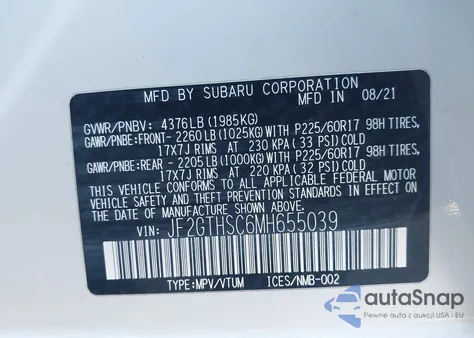 MFD BY SUBARU CORPORATION
MFD IN 08/21
GVWR/PNBV: 4376 LB (1985KG)
GAWR/PNBE: FRONT- 2260 LB (1025KG) WITH P225/60R17 98H TIRES,
17x7J RIMS, AT 230 KPA (33 PSI) COLD
GAWR/PNBE: REAR - 2205 LB (1000KG) WITH P225/60R17 98H TIRES,
17x7J RIMS, AT 220 KPA (32 PSI) COLD
THIS VEHICLE CONFORMS TO ALL APPLICABLE FEDERAL MOTOR
VEHICLE SAFETY, BUMPER, AND THEFT PREVENTION STANDARDS
IN EFFECT ON THE DATE OF MANUFACTURE SHOWN ABOVE.
VIN: JF2GTHSC6MH655039
TYPE:MPV/VTUM ICES/NMB-002
autoSnap
Pewne auta z aukcji USA i EU